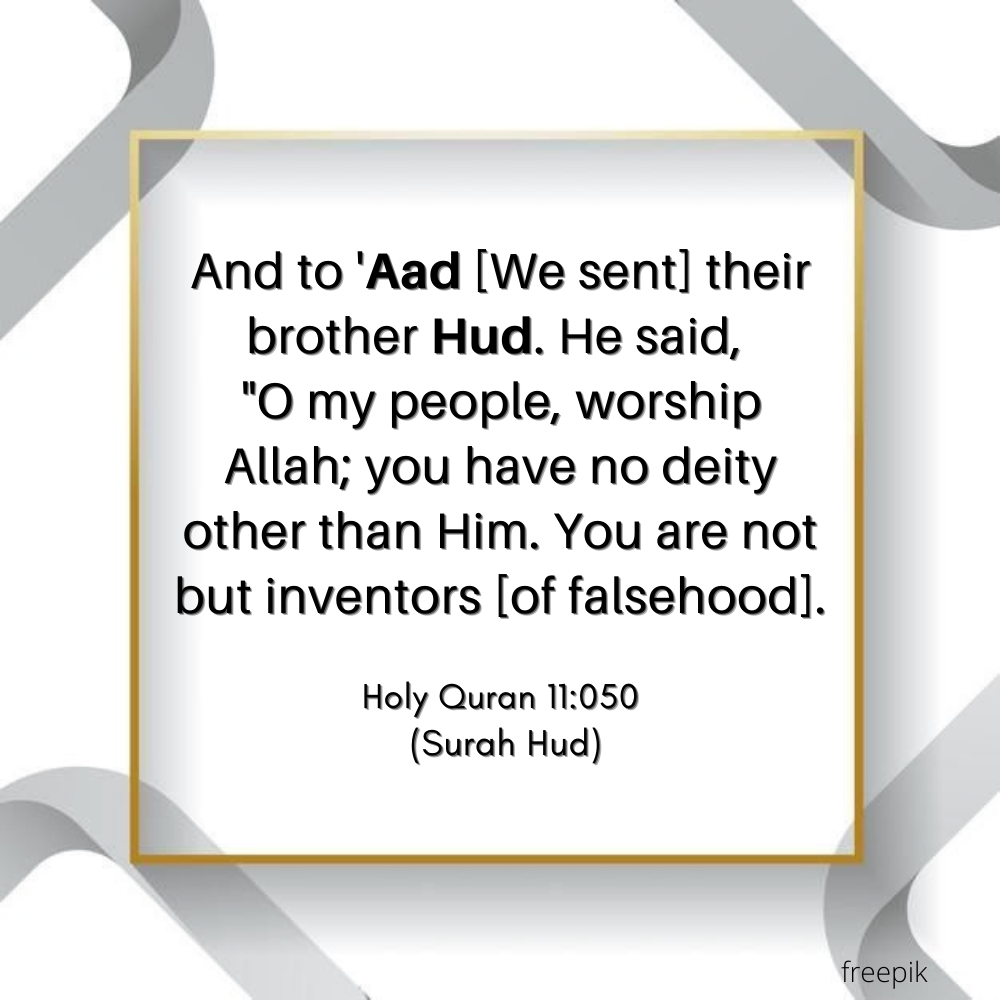 And to 'Aad [We sent] their
brother Hud. He said,
"O my people, worship
Allah; you have no deity
other than Him. You are not
but inventors [of falsehood].
Holy Quran 11:050
(Surah Hud)
freepik